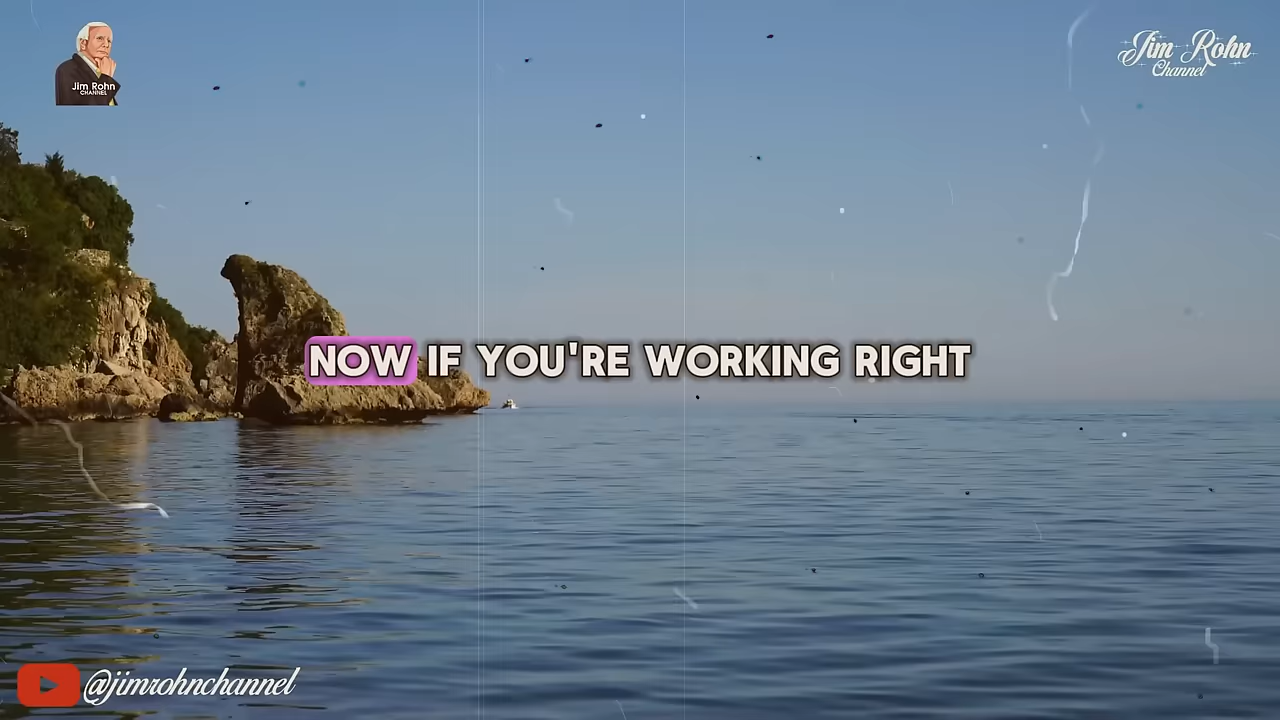 Jim Rohn
CHANNEL
Jim Rohn
Channel
NOW IF YOU'RE WORKING RIGHT
@jimrohnchannel